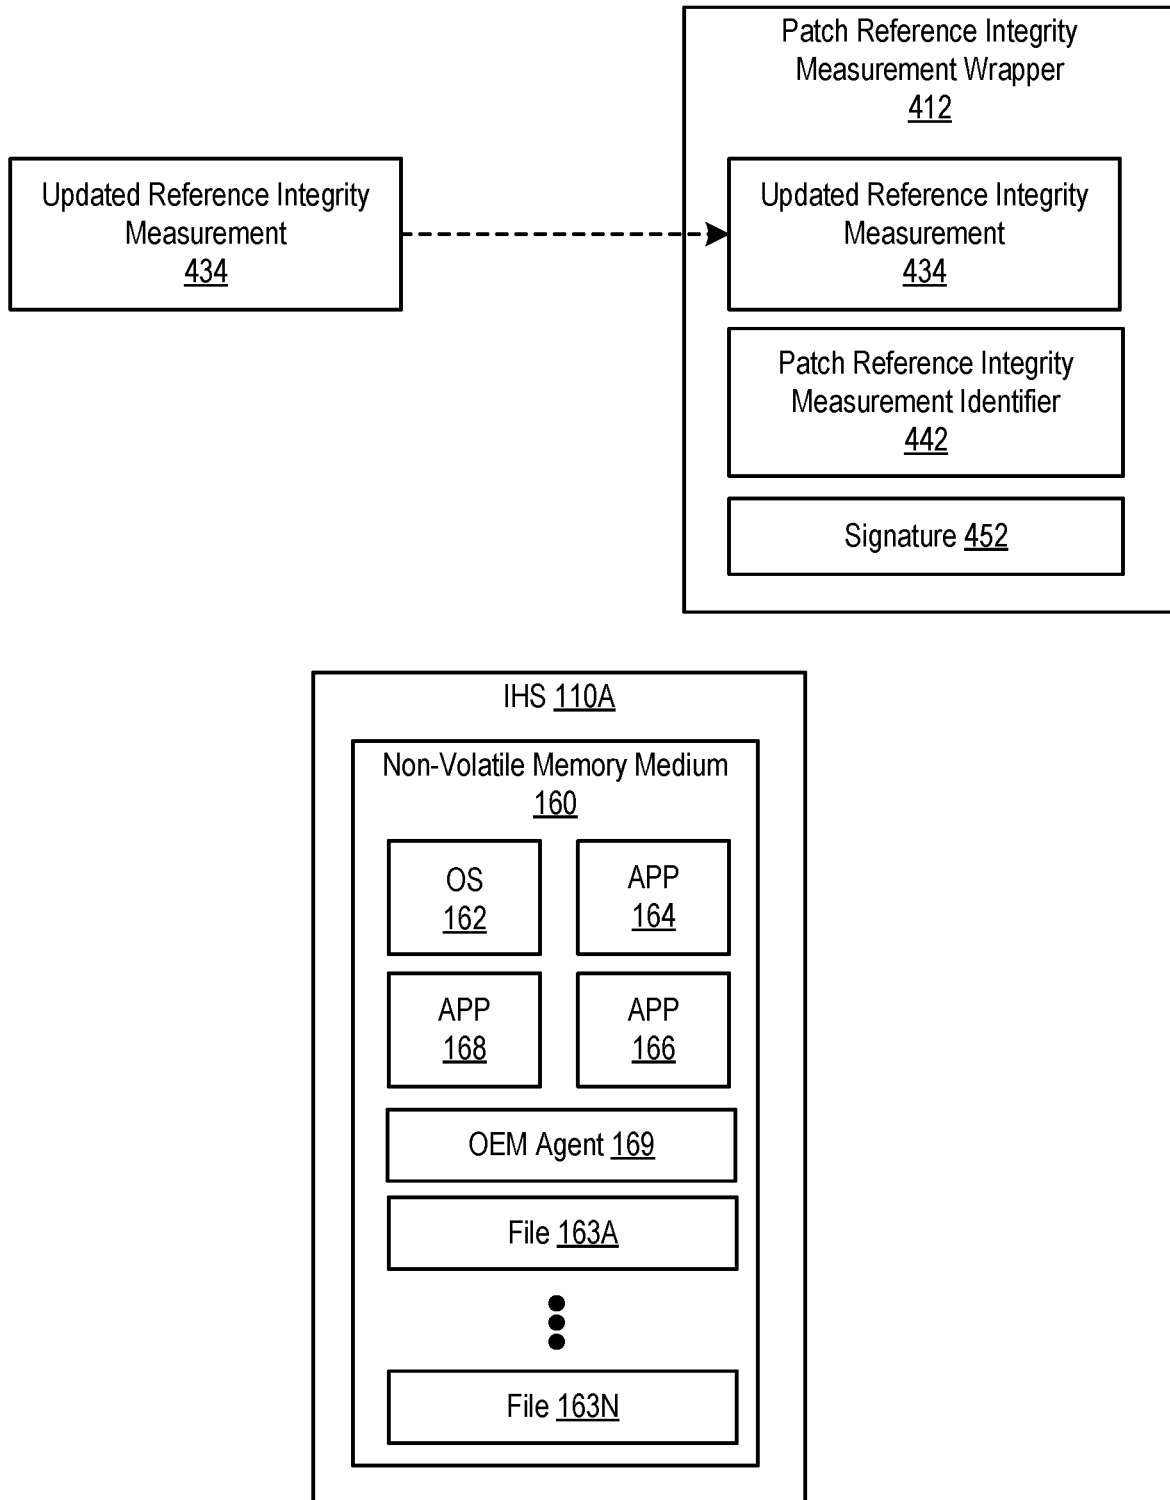 Patch Reference Integrity
Measurement Wrapper
412
Updated Reference Integrity
Measurement
434
Updated Reference Integrity
Measurement
434
Patch Reference Integrity
Measurement Identifier
442
Signature 452
IHS 110A
Non-Volatile Memory Medium
160
OS
162
APP
164
APP
168
APP
166
OEM Agent 169
File 163A
File 163N